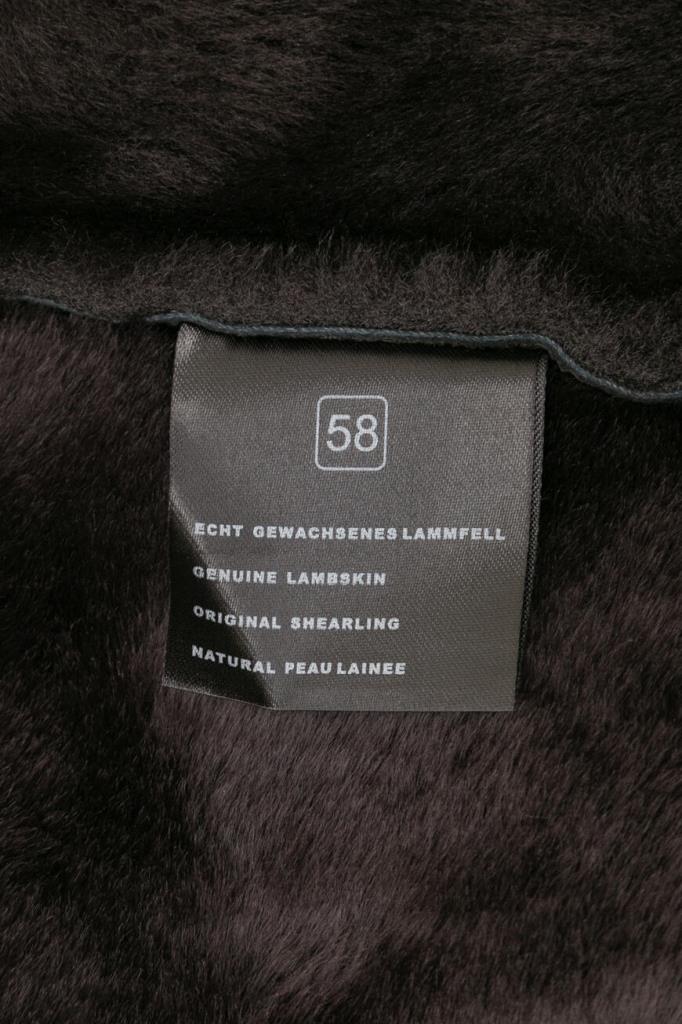 58
ECHT GEWACHSENES LAMMFELL
GENUINE LAMBSKIN
ORIGINAL SHEARLING
NATURAL PEAU LAINEE